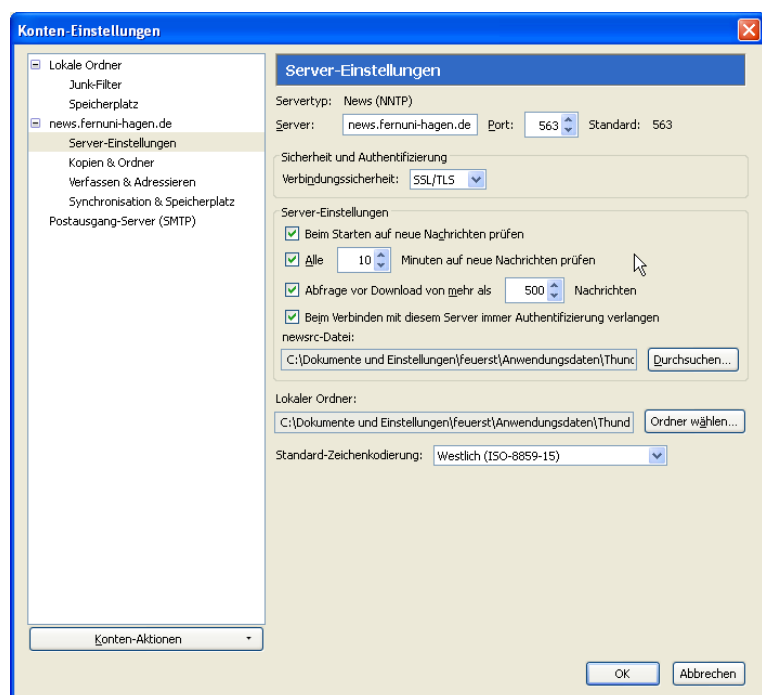 Konten-Einstellungen
Lokale Ordner
Junk-Filter
Speicherplatz
news.fernuni-hagen.de
Server-Einstellungen
Kopien & Ordner
Verfassen & Adressieren
Synchronisation & Speicherplatz
Postausgang-Server (SMTP)
Konten-Aktionen
Server-Einstellungen
Servertyp: News (NNTP)
Server: news.fernuni-hagen.de Port: 563 Standard: 563
Sicherheit und Authentifizierung
Verbindungssicherheit: SSL/TLS
Server-Einstellungen
Beim Starten auf neue Nachrichten prüfen
Alle 10 Minuten auf neue Nachrichten prüfen
Abfrage vor Download von mehr als 500 Nachrichten
Beim Verbinden mit diesem Server immer Authentifizierung verlangen
newsrc-Datei:
C:\Dokumente und Einstellungen\feuerst\Anwendungsdaten\Thunc Durchsuchen...
Lokaler Ordner:
C:\Dokumente und Einstellungen\feuerst\Anwendungsdaten\Thund Ordner wählen...
Standard-Zeichenkodierung: Westlich (ISO-8859-15)
OK Abbrechen